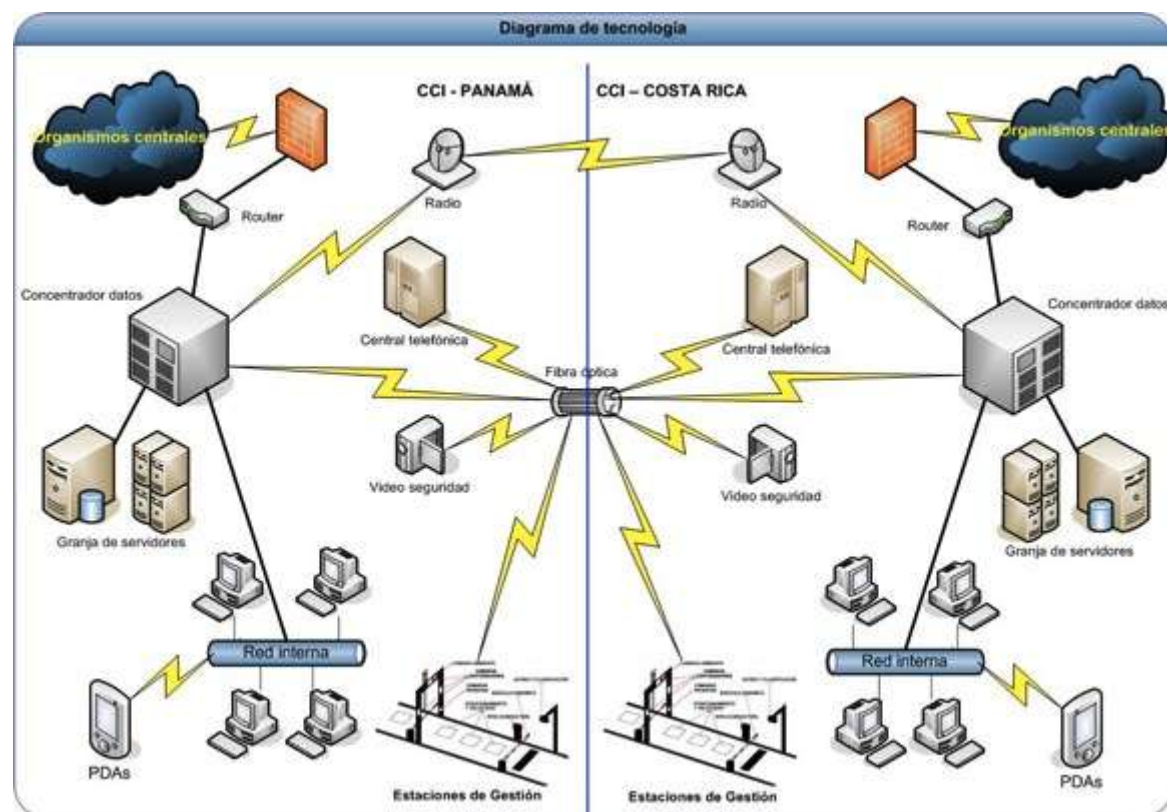 Diagrama de tecnología
CCI - PANAMÁ
CCI – COSTA RICA
Organismos centrales
Organismos centrales
Router
Radio
Radio
Router
Concentrador datos
Concentrador datos
Central telefónica
Central telefónica
Fibra óptica
Video seguridad
Video seguridad
Granja de servidores
Granja de servidores
Red interna
Red interna
PDAs
PDAs
Estaciones de Gestión
Estaciones de Gestión